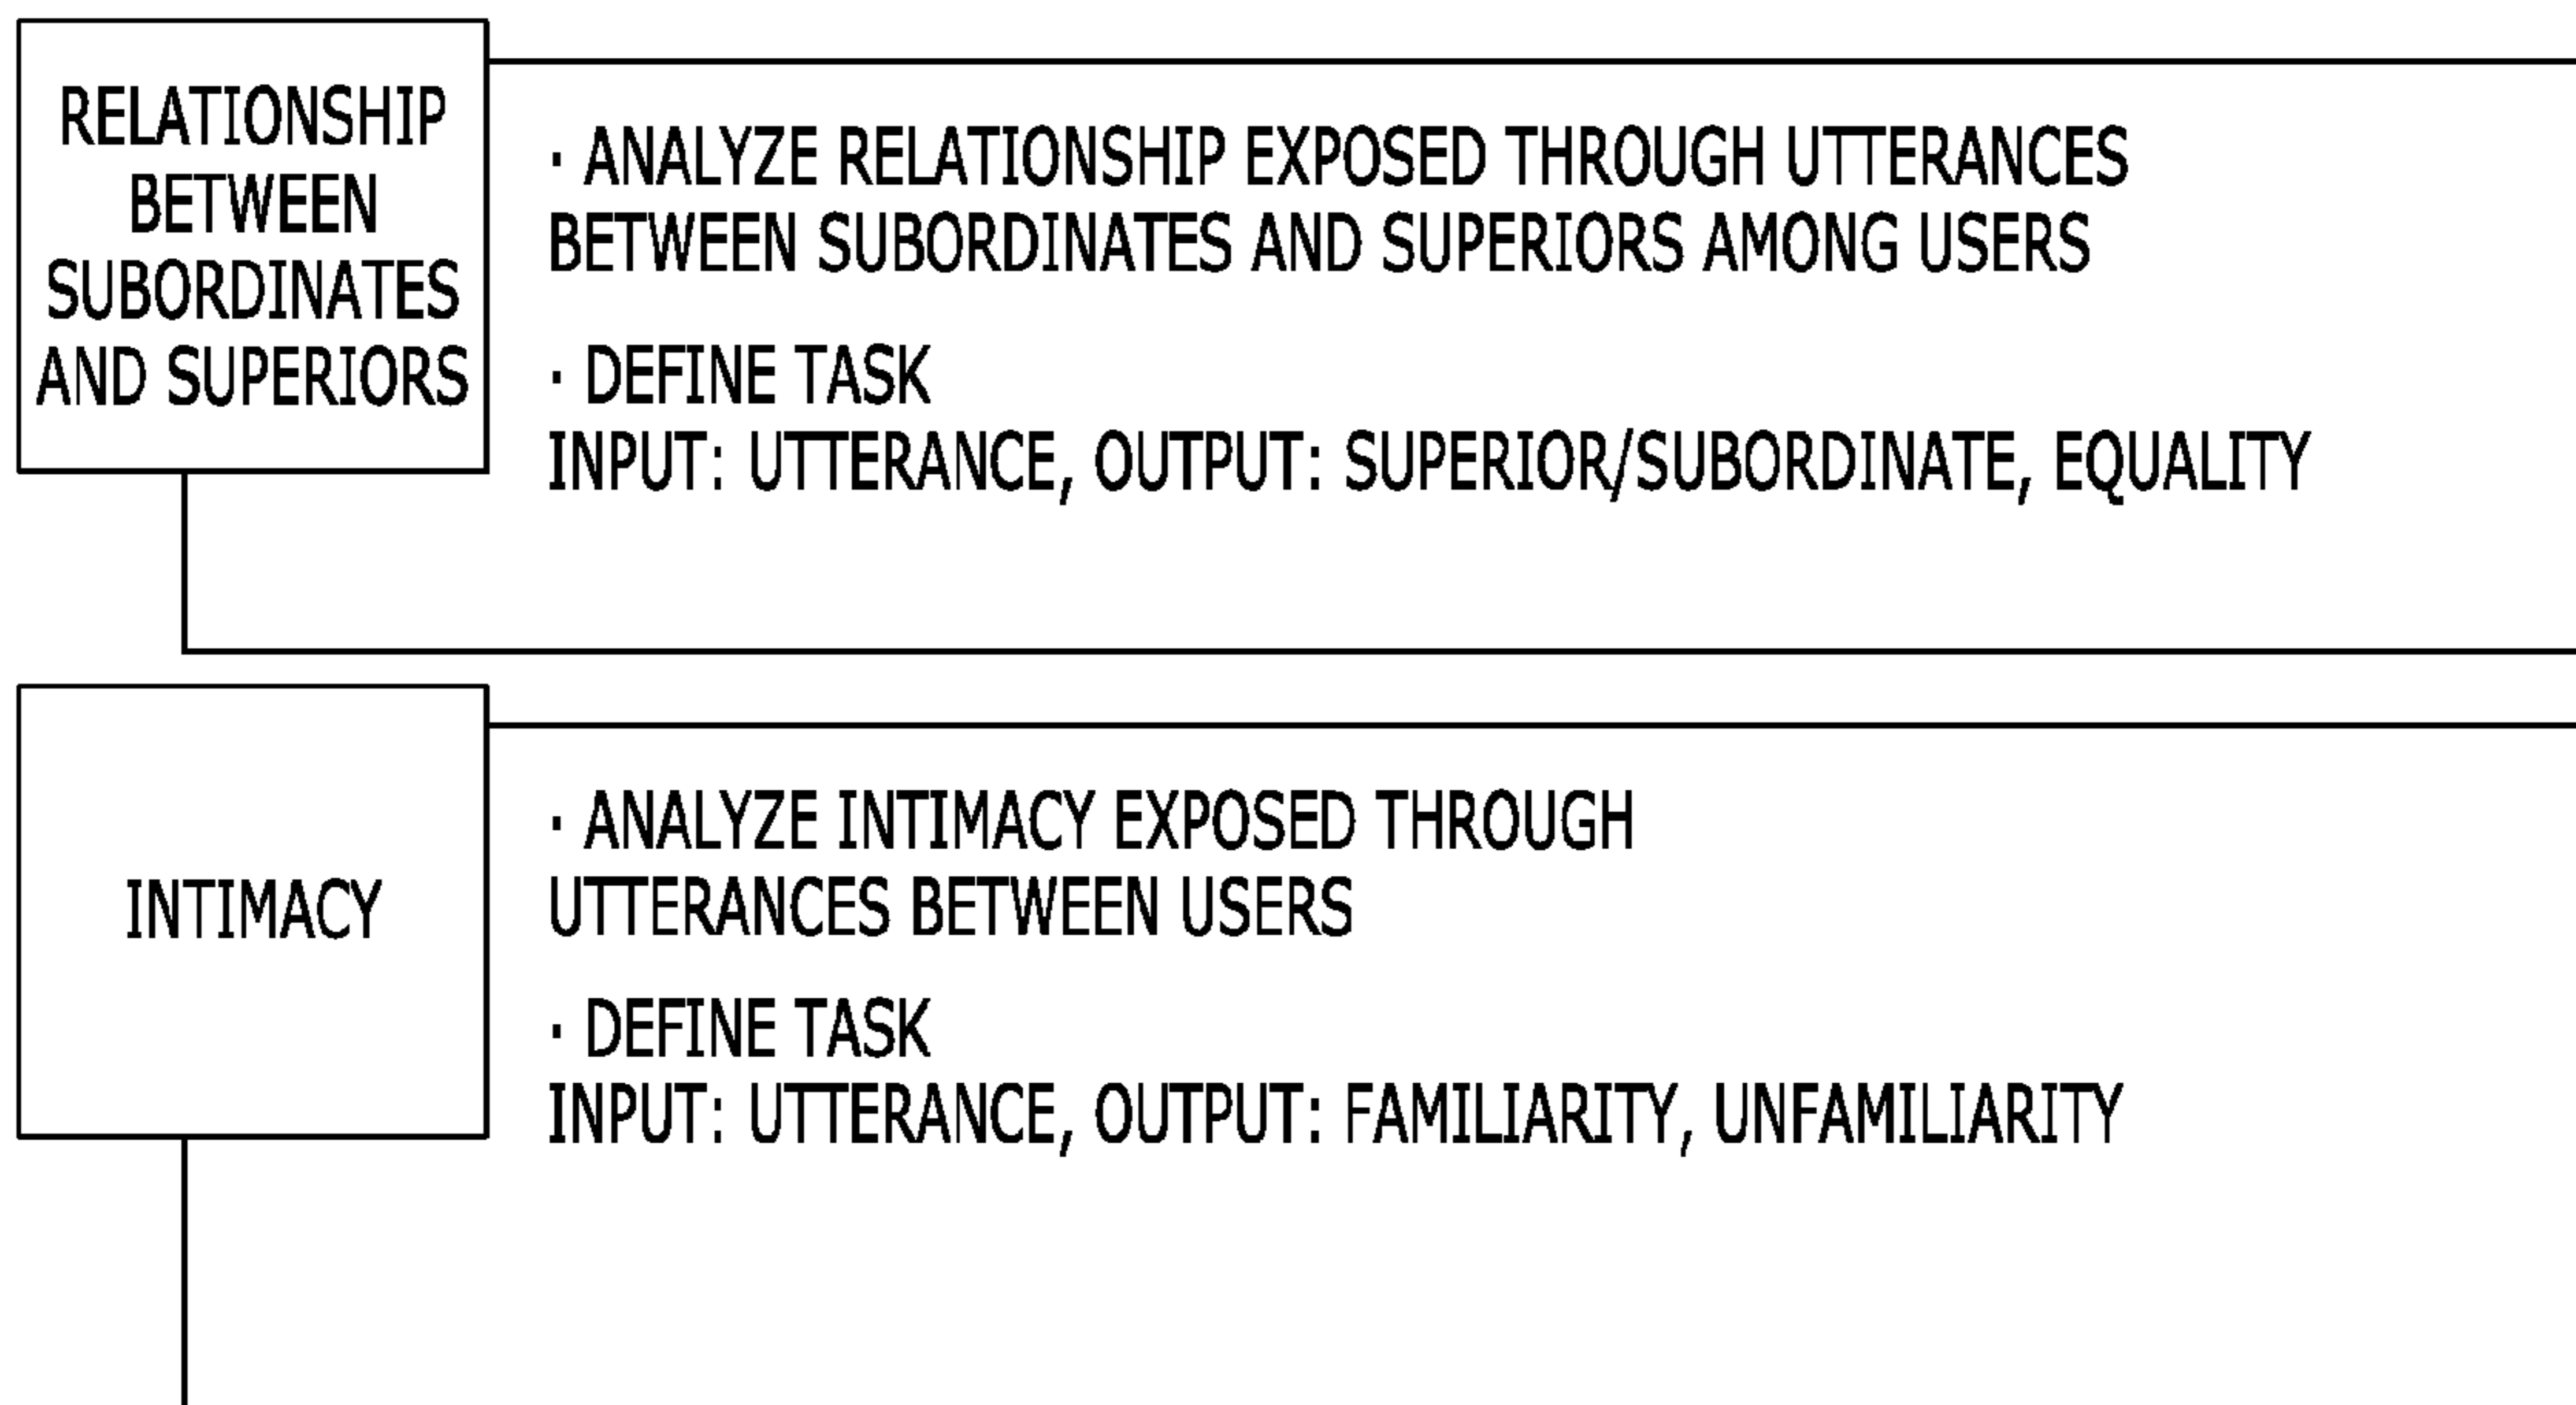 RELATIONSHIP
BETWEEN
SUBORDINATES
AND SUPERIORS
· ANALYZE RELATIONSHIP EXPOSED THROUGH UTTERANCES
BETWEEN SUBORDINATES AND SUPERIORS AMONG USERS
· DEFINE TASK
INPUT: UTTERANCE, OUTPUT: SUPERIOR/SUBORDINATE, EQUALITY
INTIMACY
· ANALYZE INTIMACY EXPOSED THROUGH
UTTERANCES BETWEEN USERS
· DEFINE TASK
INPUT: UTTERANCE, OUTPUT: FAMILIARITY, UNFAMILIARITY